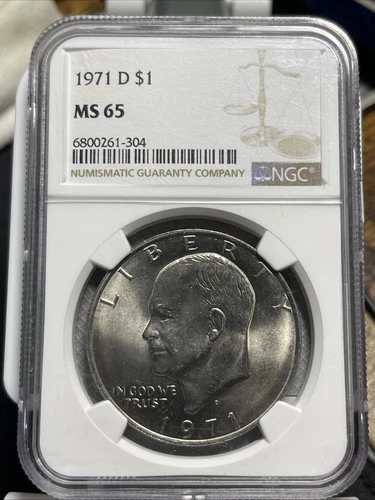 1971 D $1
MS 65
6800261-304
NUMISMATIC GUARANTY COMPANY
NGC®
LIBERTY
IN GOD WE
TRUST
D
1971